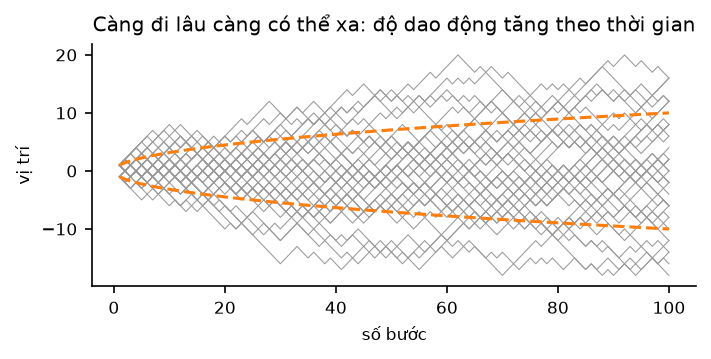 Càng đi lâu càng có thể xa: độ dao động tăng theo thời gian
20
10
0
−10
vị trí
0 20 40 60 80 100
số bước